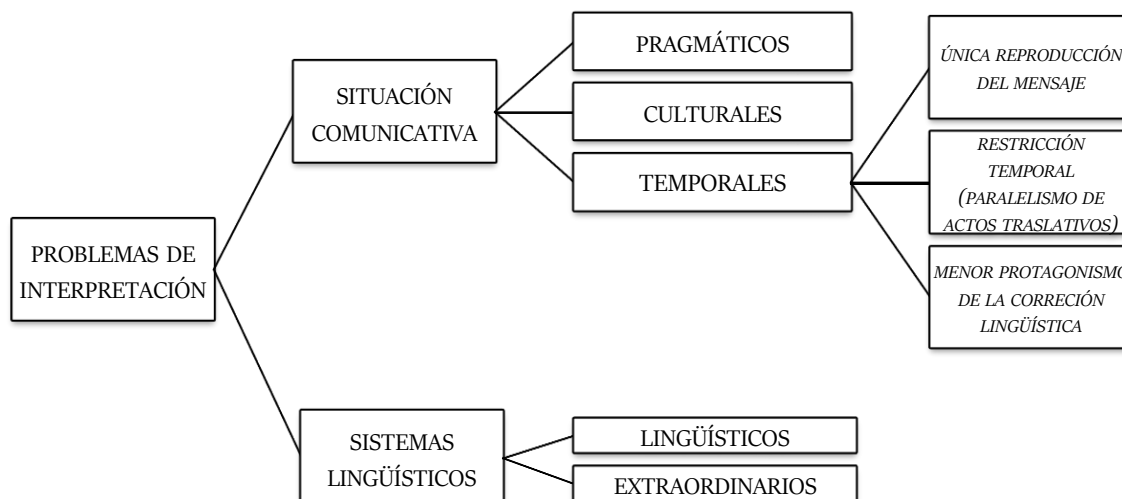 PROBLEMAS DE
INTERPRETACIÓN
SITUACIÓN
COMUNICATIVA
PRAGMÁTICOS
CULTURALES
TEMPORALES
ÚNICA REPRODUCCIÓN
DEL MENSAJE
RESTRICCIÓN
TEMPORAL
(PARALELISMO DE
ACTOS TRASLATIVOS)
MENOR PROTAGONISMO
DE LA CORRECIÓN
LINGÜÍSTICA
SISTEMAS
LINGÜÍSTICOS
LINGÜÍSTICOS
EXTRAORDINARIOS